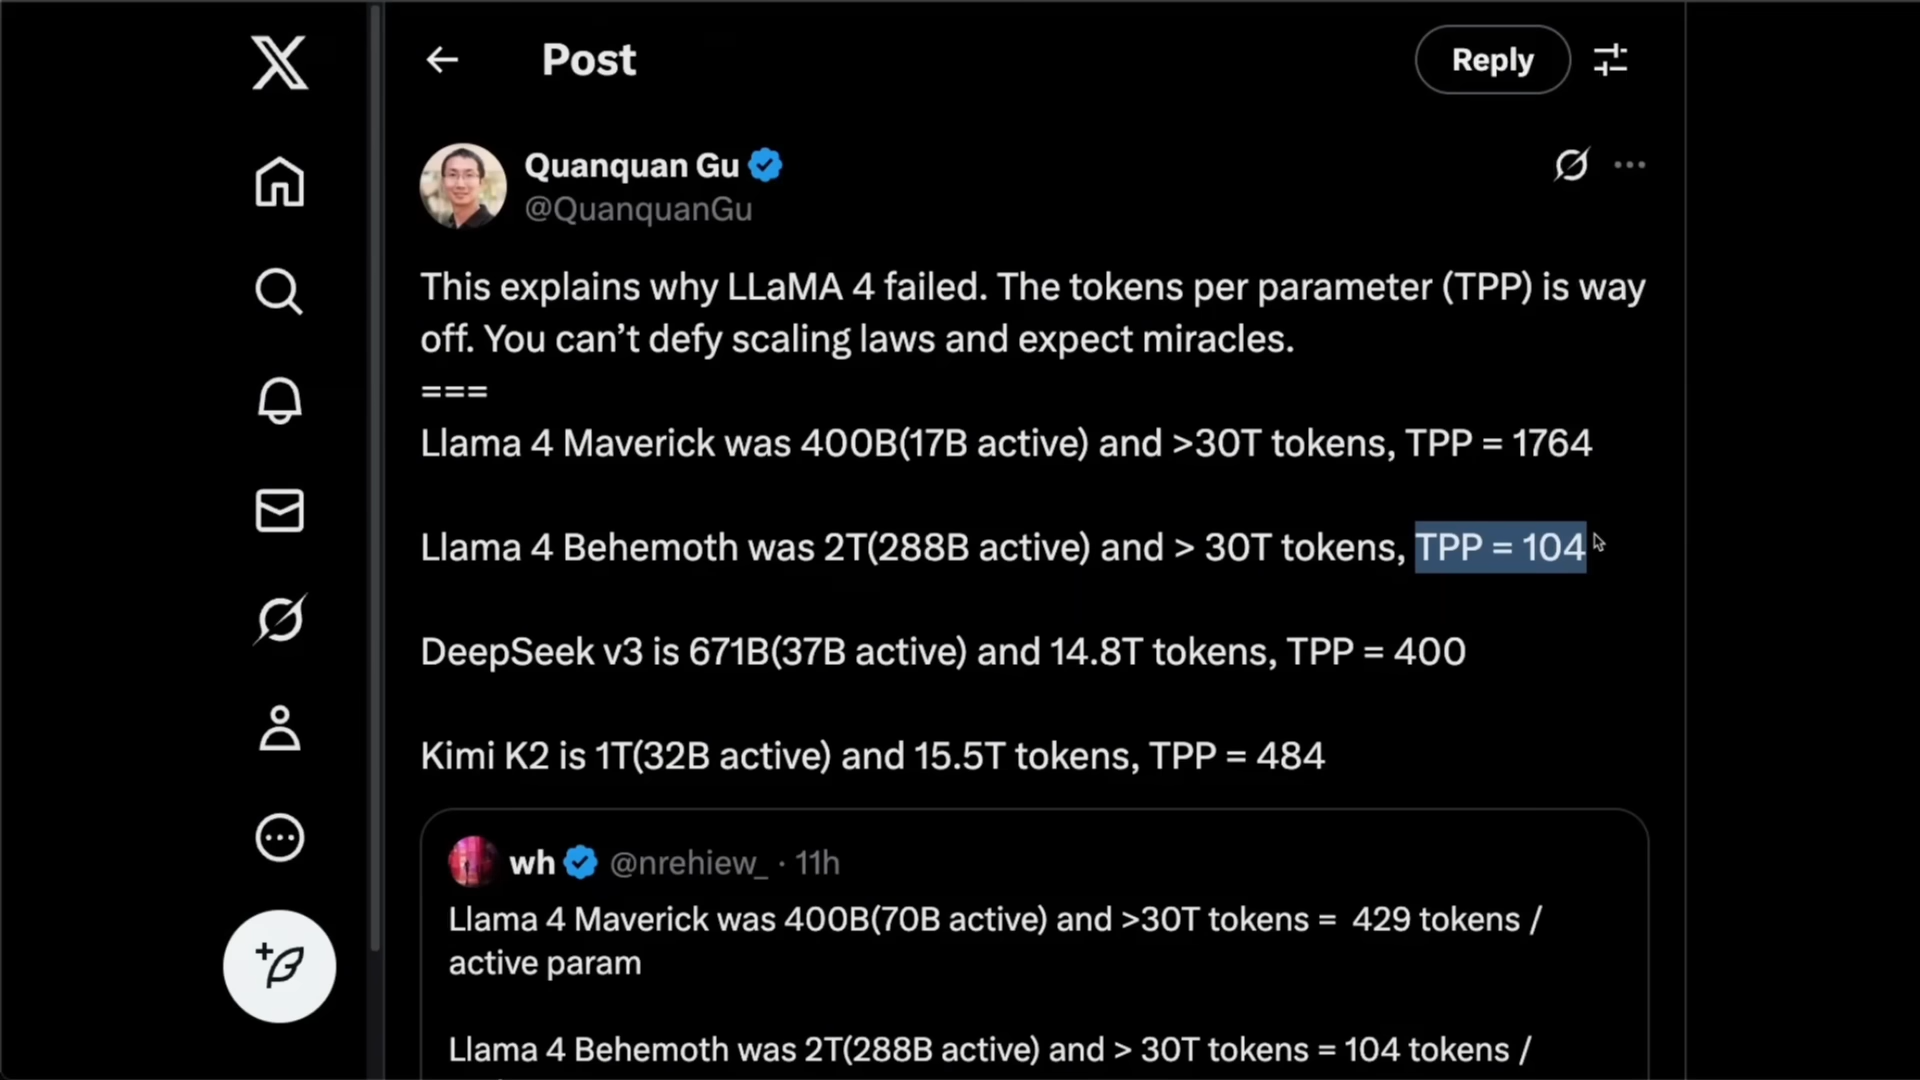 Post
Reply
Quanquan Gu
@QuanquanGu
This explains why LLaMA 4 failed. The tokens per parameter (TPP) is way
off. You can’t defy scaling laws and expect miracles.
===
Llama 4 Maverick was 400B(17B active) and >30T tokens, TPP = 1764
Llama 4 Behemoth was 2T(288B active) and > 30T tokens, TPP = 104
DeepSeek v3 is 671B(37B active) and 14.8T tokens, TPP = 400
Kimi K2 is 1T(32B active) and 15.5T tokens, TPP = 484
wh @nrehiew_ · 11h
Llama 4 Maverick was 400B(70B active) and >30T tokens = 429 tokens /
active param
Llama 4 Behemoth was 2T(288B active) and > 30T tokens = 104 tokens /